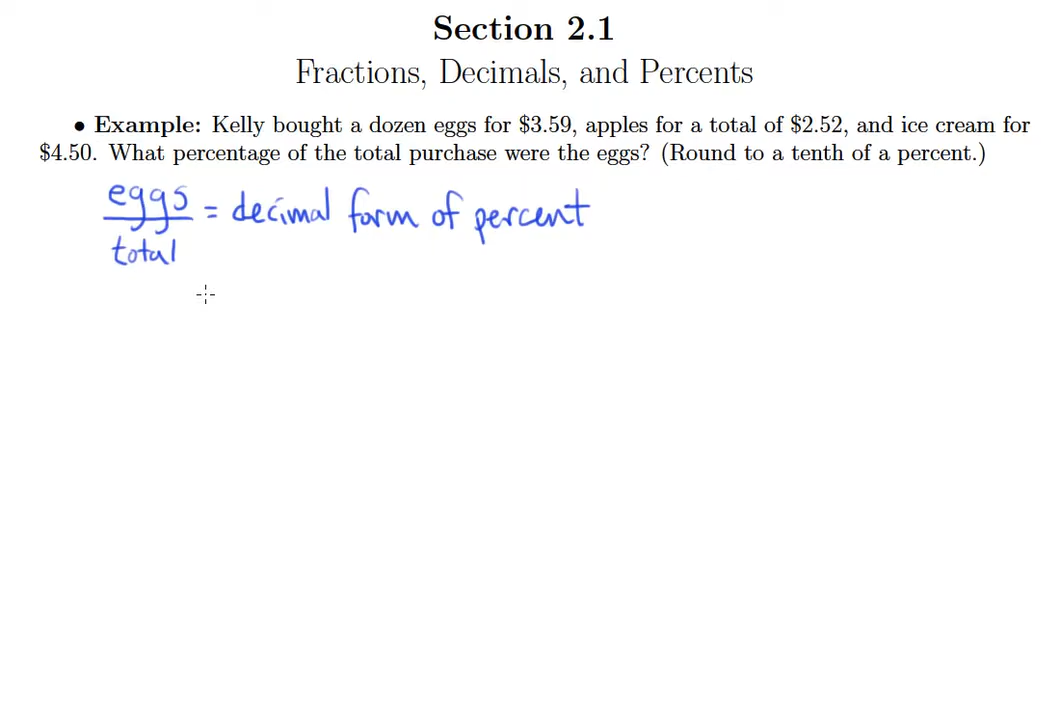 Section 2.1
Fractions, Decimals, and Percents
• Example: Kelly bought a dozen eggs for $3.59, apples for a total of $2.52, and ice cream for
$4.50. What percentage of the total purchase were the eggs? (Round to a tenth of a percent.)
eggs
= decimal form of percent
total